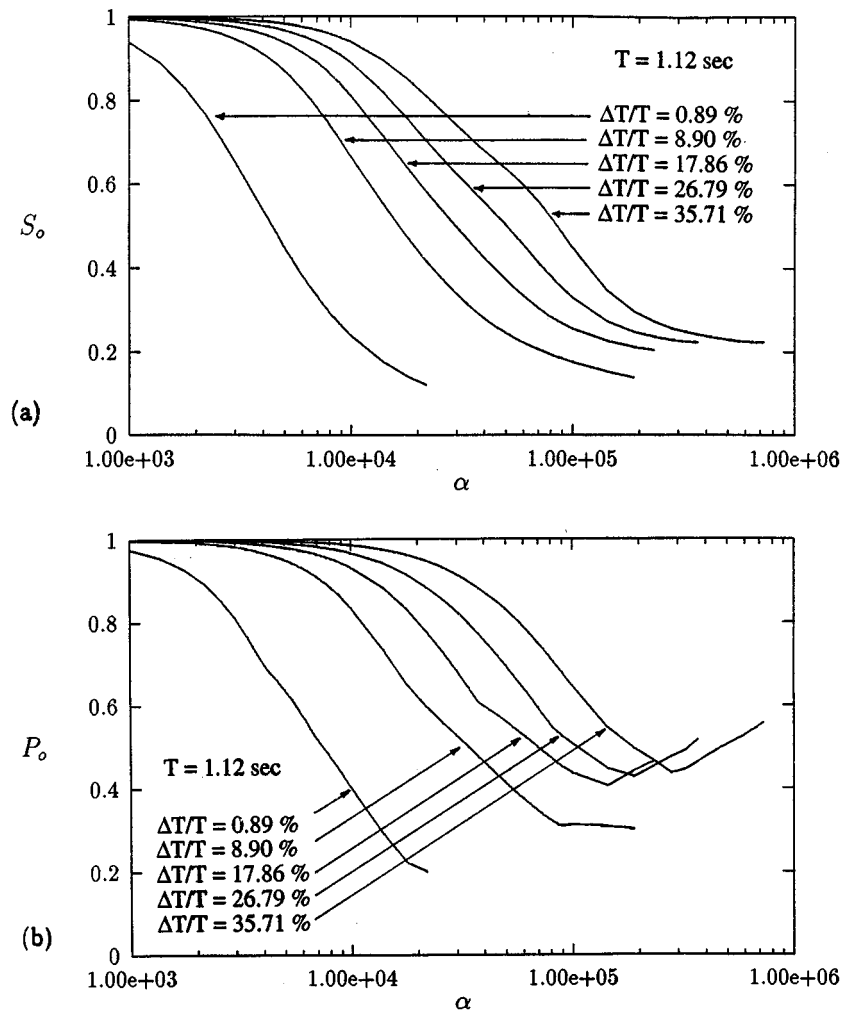 1
T = 1.12 sec
0.8
ΔT/T = 0.89 %
ΔT/T = 8.90 %
ΔT/T = 17.86 %
0.6
ΔT/T = 26.79 %
ΔT/T = 35.71 %
S_o
0.4
0.2
(a)
0
1.00e+03 1.00e+04 1.00e+05 1.00e+06
α
1
0.8
0.6
P_o
T = 1.12 sec
0.4
ΔT/T = 0.89 %
ΔT/T = 8.90 %
0.2
ΔT/T = 17.86 %
ΔT/T = 26.79 %
ΔT/T = 35.71 %
(b)
0
1.00e+03 1.00e+04 1.00e+05 1.00e+06
α